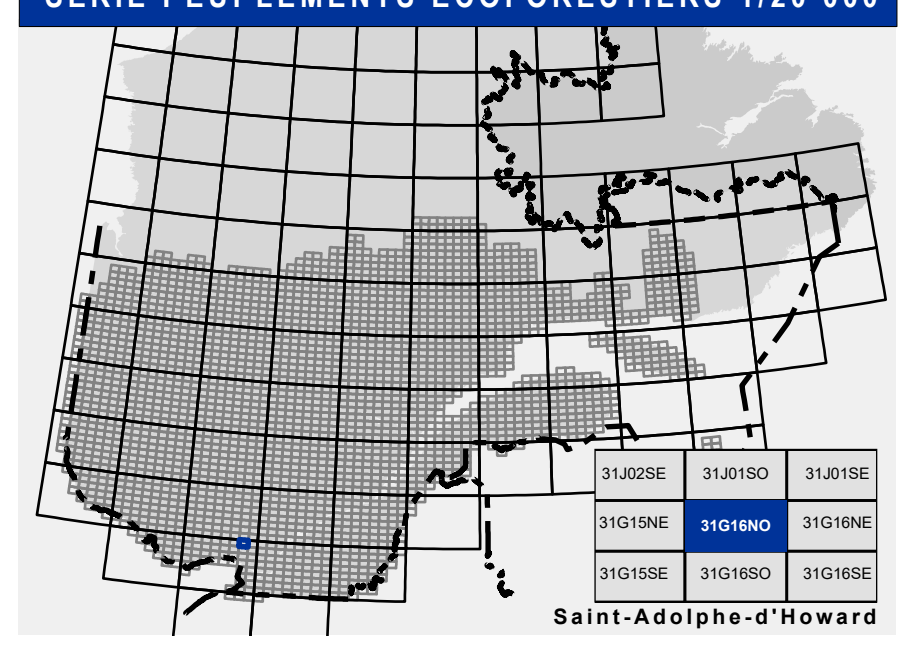 SÉRIE PEUPLEMENTS ÉCOFORESTIERS 1/20 000
31J02SE 31J01SO 31J01SE
31G15NE 31G16NO 31G16NE
31G15SE 31G16SO 31G16SE
Saint-Adolphe-d'Howard